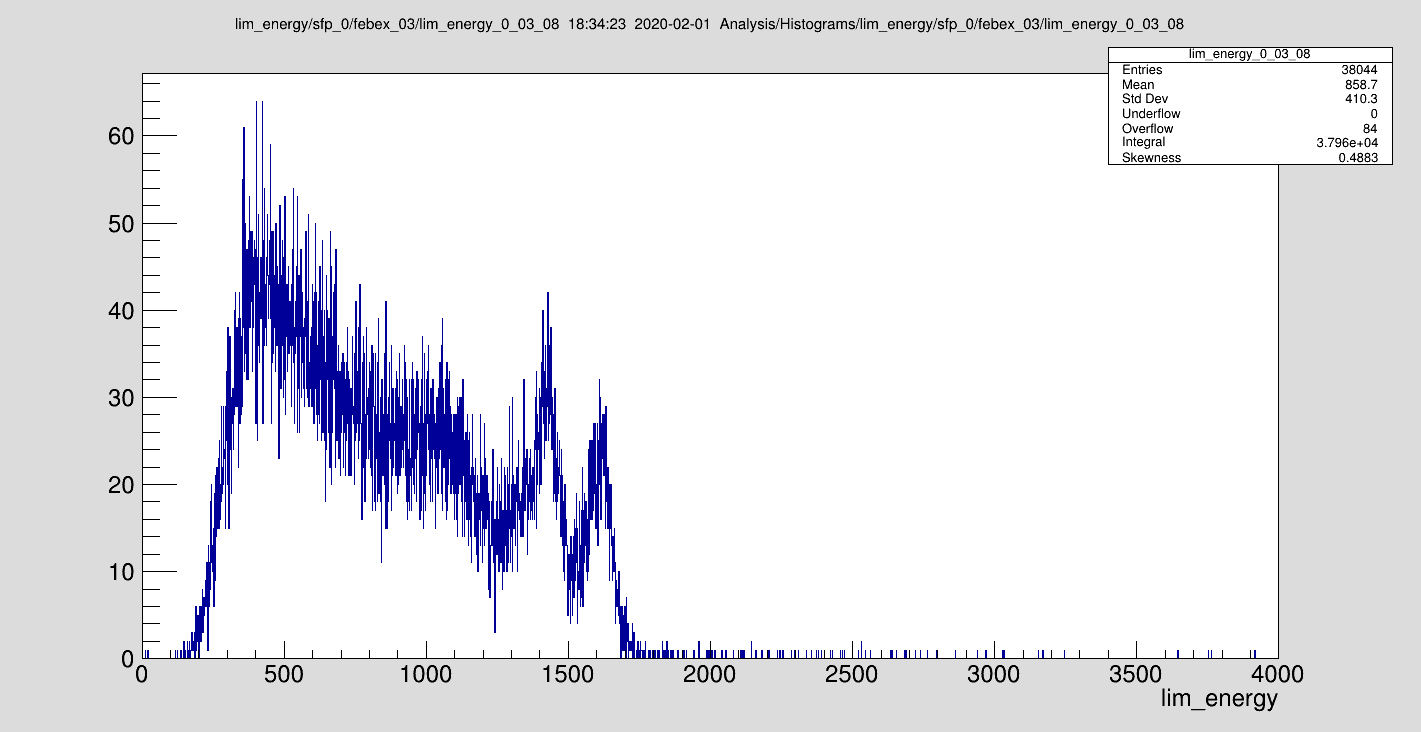 lim_energy/sfp_0/febex_03/lim_energy_0_03_08 18:34:23 2020-02-01 Analysis/Histograms/lim_energy/sfp_0/febex_03/lim_energy_0_03_08
lim_energy_0_03_08
Entries 38044
Mean 858.7
Std Dev 410.3
Underflow 0
Overflow 84
Integral 3.796e+04
Skewness 0.4883
60
50
40
30
20
10
0
0 500 1000 1500 2000 2500 3000 3500 4000
lim_energy